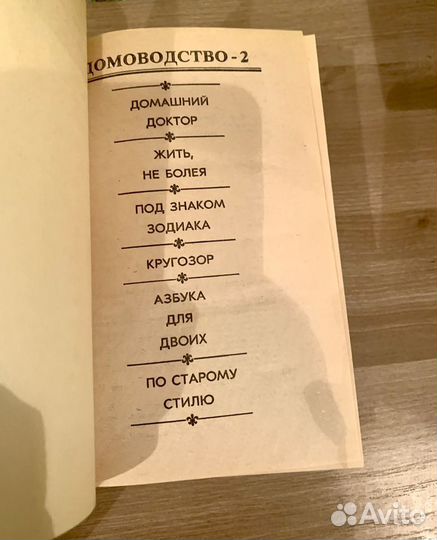 ДОМОВОДСТВО-2
ДОМАШНИЙ
ДОКТОР
ЖИТЬ,
НЕ БОЛЕЯ
ПОД ЗНАКОМ
ЗОДИАКА
КРУГОЗОР
АЗБУКА
ДЛЯ
ДВОИХ
ПО СТАРОМУ
СТИЛЮ
Avito